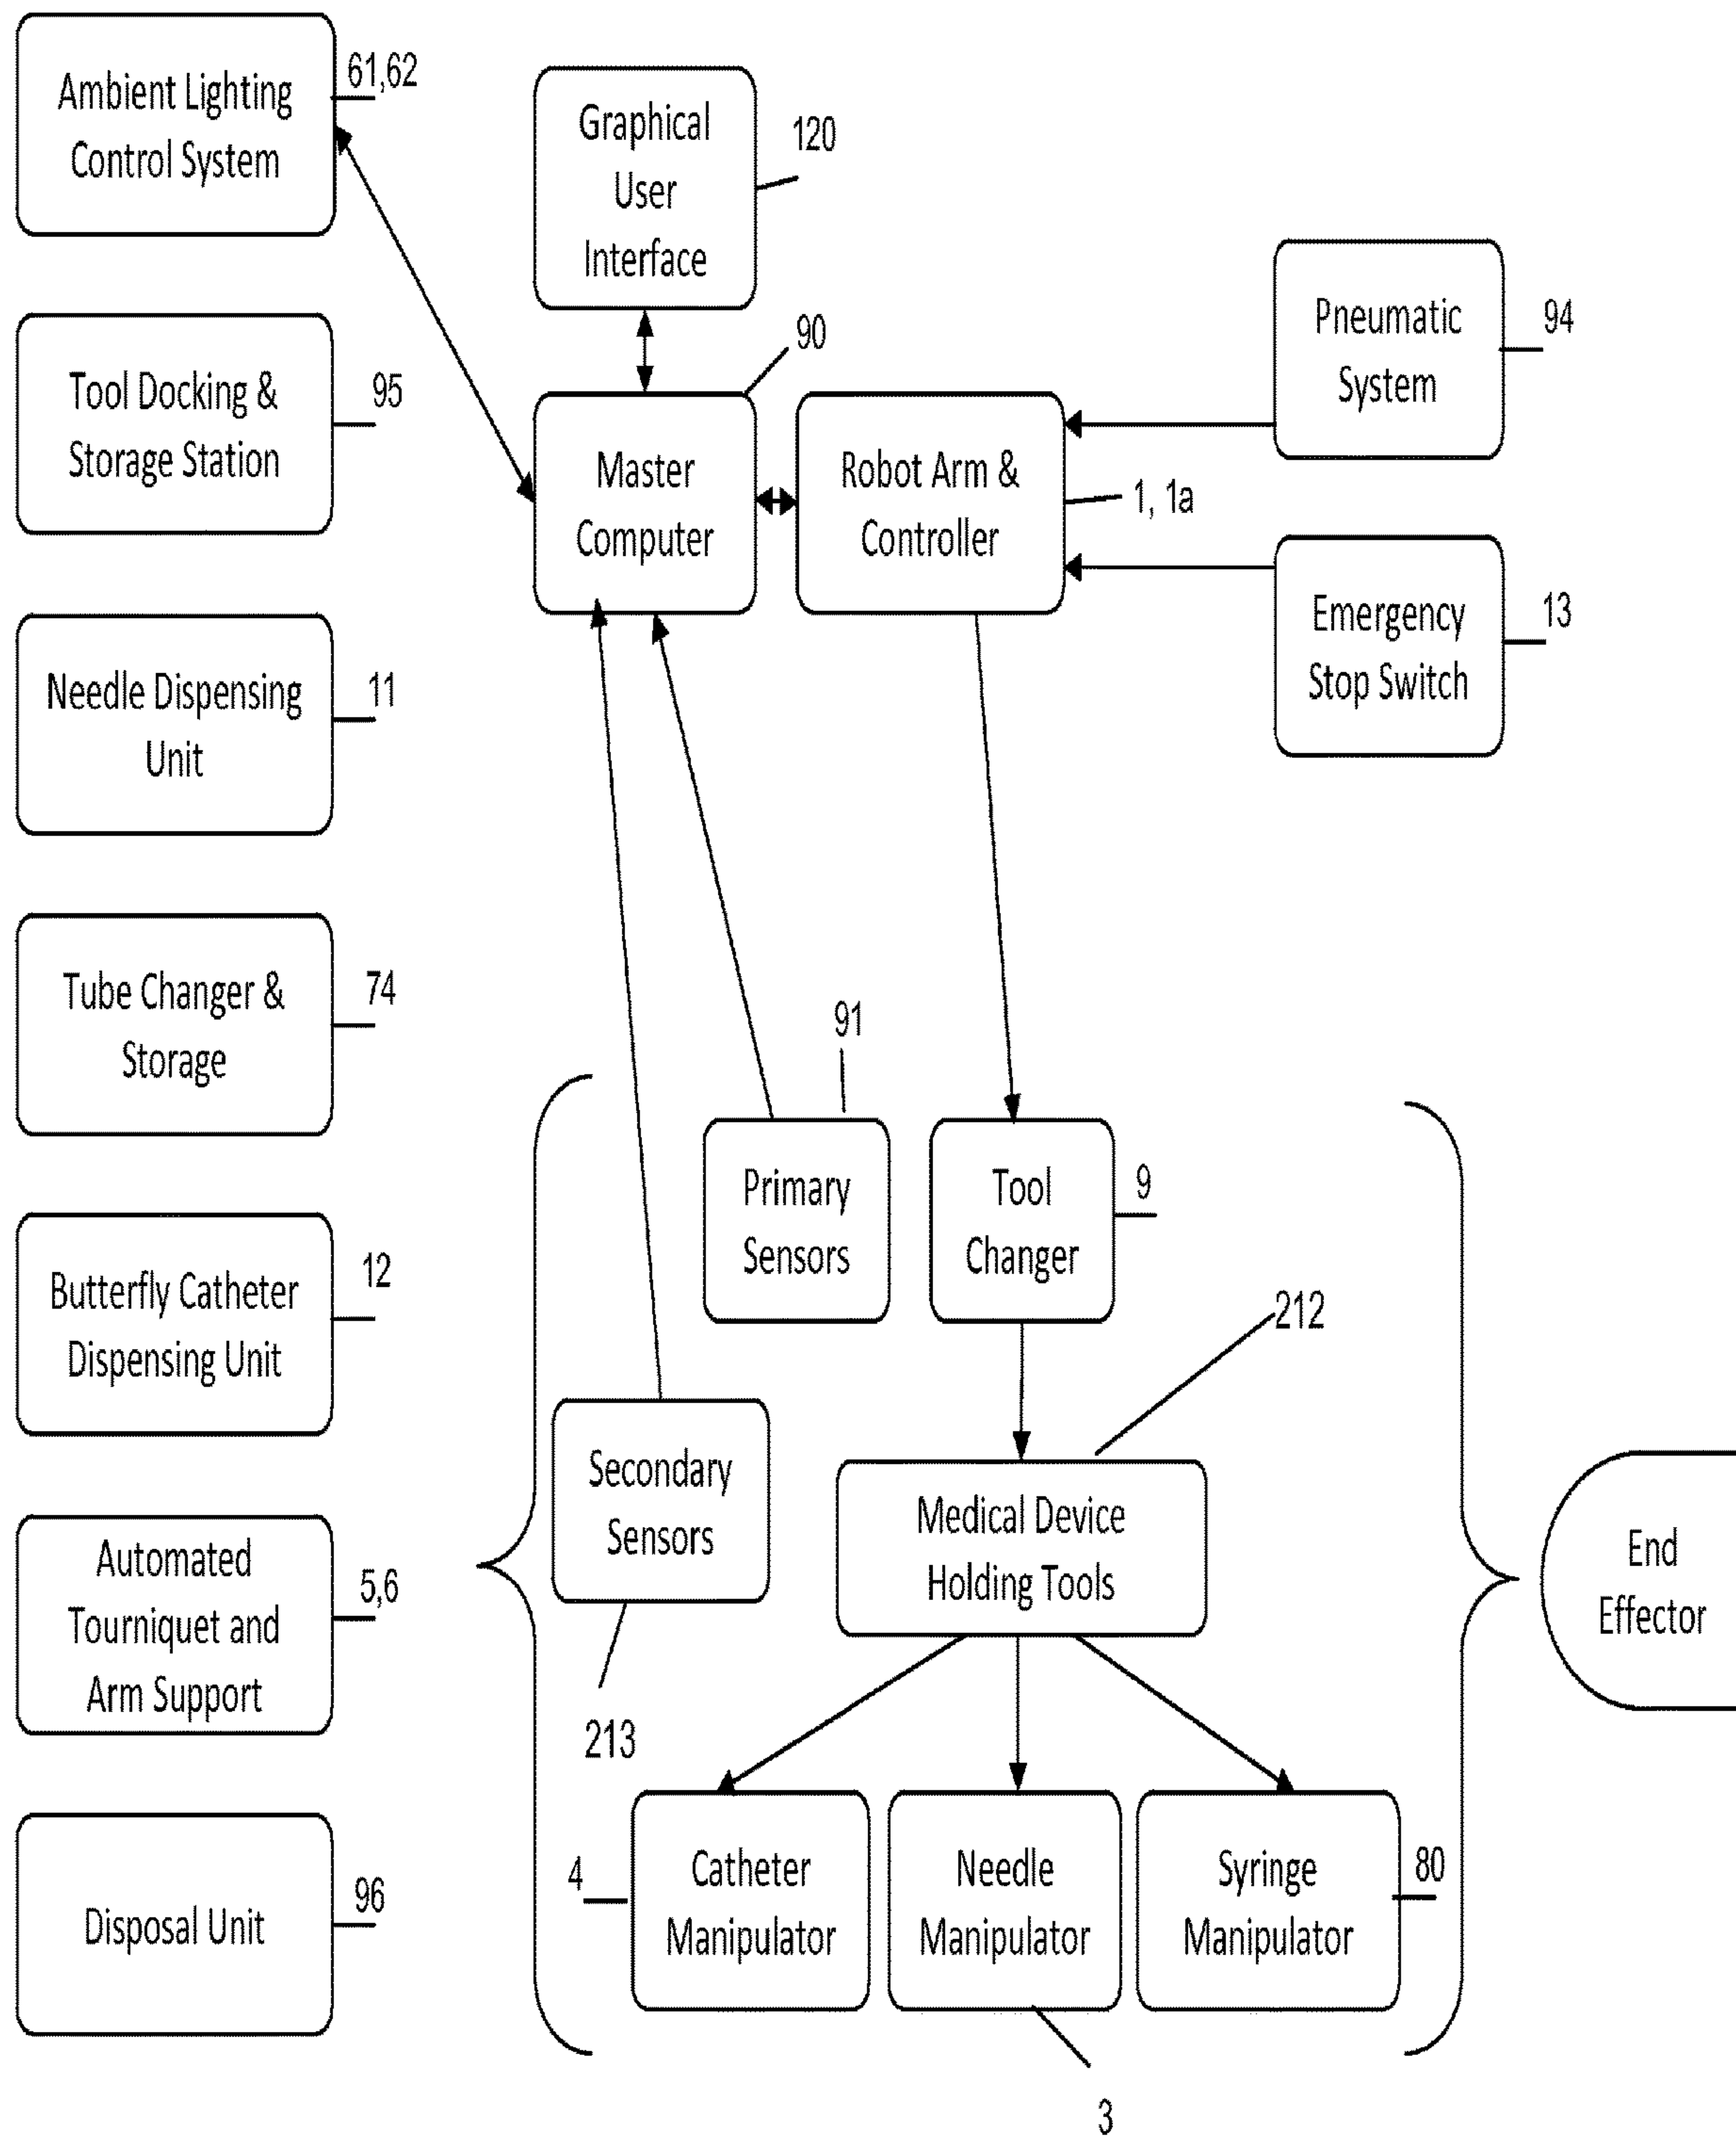 Ambient Lighting
Control System
61,62
Graphical
User
Interface
120
Pneumatic
System
94
Tool Docking &
Storage Station
95
90
Master
Computer
Robot Arm &
Controller
1, 1a
Emergency
Stop Switch
13
Needle Dispensing
Unit
11
Tube Changer &
Storage
74
91
Primary
Sensors
Tool
Changer
9
Butterfly Catheter
Dispensing Unit
12
212
Secondary
Sensors
213
Medical Device
Holding Tools
End
Effector
Automated
Tourniquet and
Arm Support
5,6
Disposal Unit
96
4
Catheter
Manipulator
Needle
Manipulator
Syringe
Manipulator
80
3